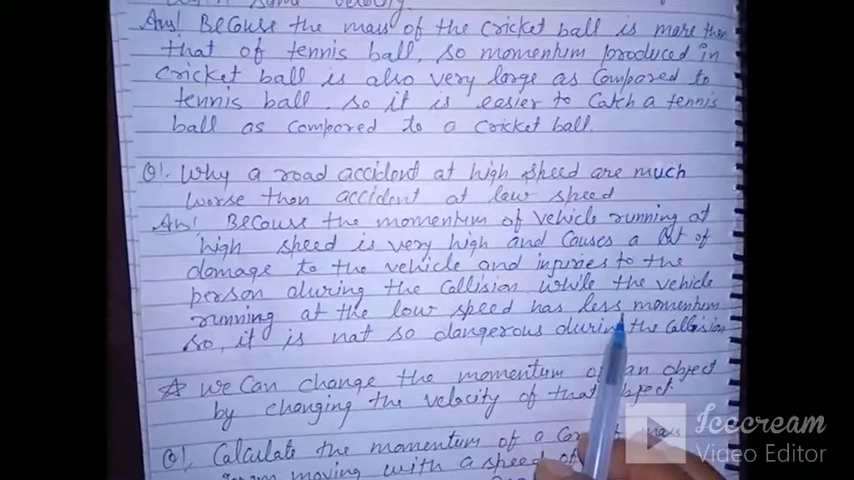 velocity.
Ans! Because the mass of the cricket ball is more then
that of tennis ball, so momentum produced in
cricket ball is also very large as compared to
tennis ball. so it is easier to catch a tennis
ball as compared to a cricket ball.
Q!. Why a road accident at high speed are much
worse then accident at low speed
Ans! Because the momentum of vehicle running at
high speed is very high and causes a lot of
damage to the vehicle and injuries to the
person during the collision while the vehicle
running at the low speed has less momentum
so, it is not so dangerous during the collision
☆ We can change the momentum of an object
by changing the velocity of that object.
Q!. Calculate the momentum of a car of mass
moving with a speed of
Icecream
Video Editor